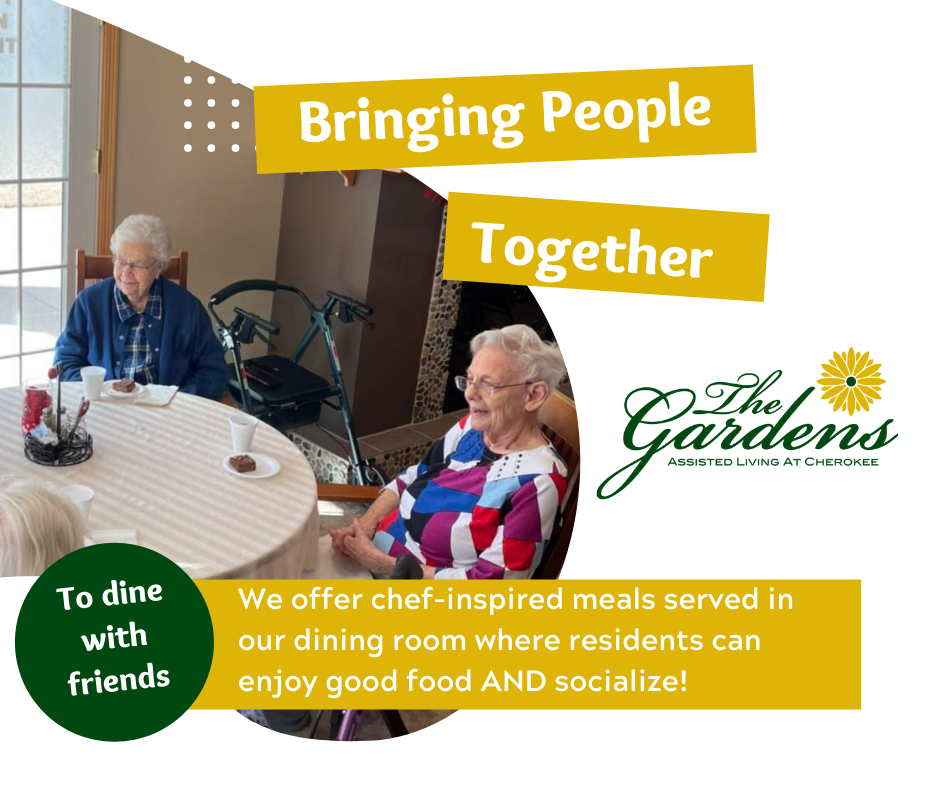 Bringing People
Together
The
Gardens
ASSISTED LIVING AT CHEROKEE
To dine
with
friends
We offer chef-inspired meals served in
our dining room where residents can
enjoy good food AND socialize!